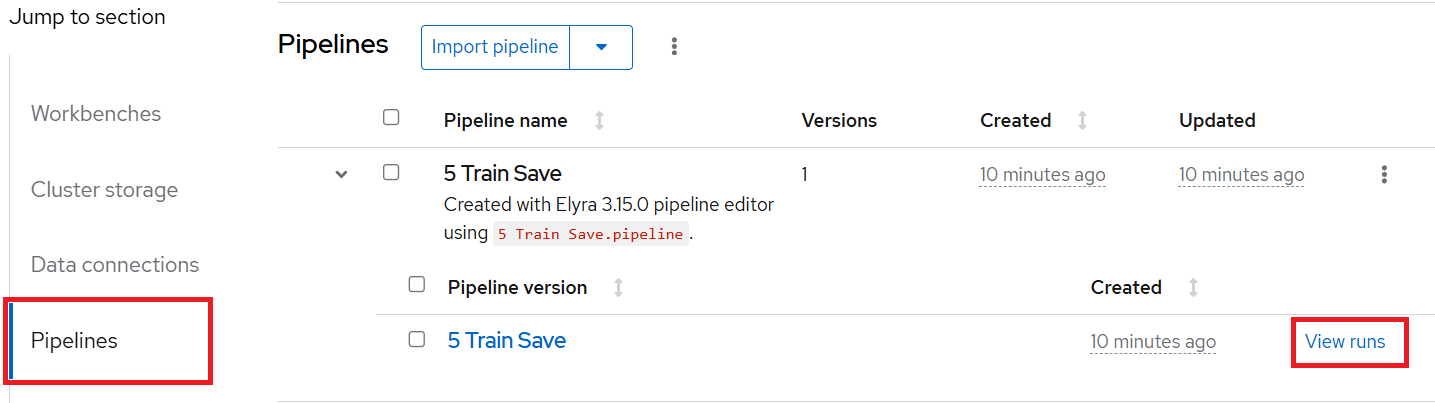 Jump to section
Workbenches
Cluster storage
Data connections
Pipelines
Pipelines Import pipeline
Pipeline name Versions Created Updated
5 Train Save 1 10 minutes ago 10 minutes ago
Created with Elyra 3.15.0 pipeline editor
using 5 Train Save.pipeline.
Pipeline version Created
5 Train Save 10 minutes ago View runs